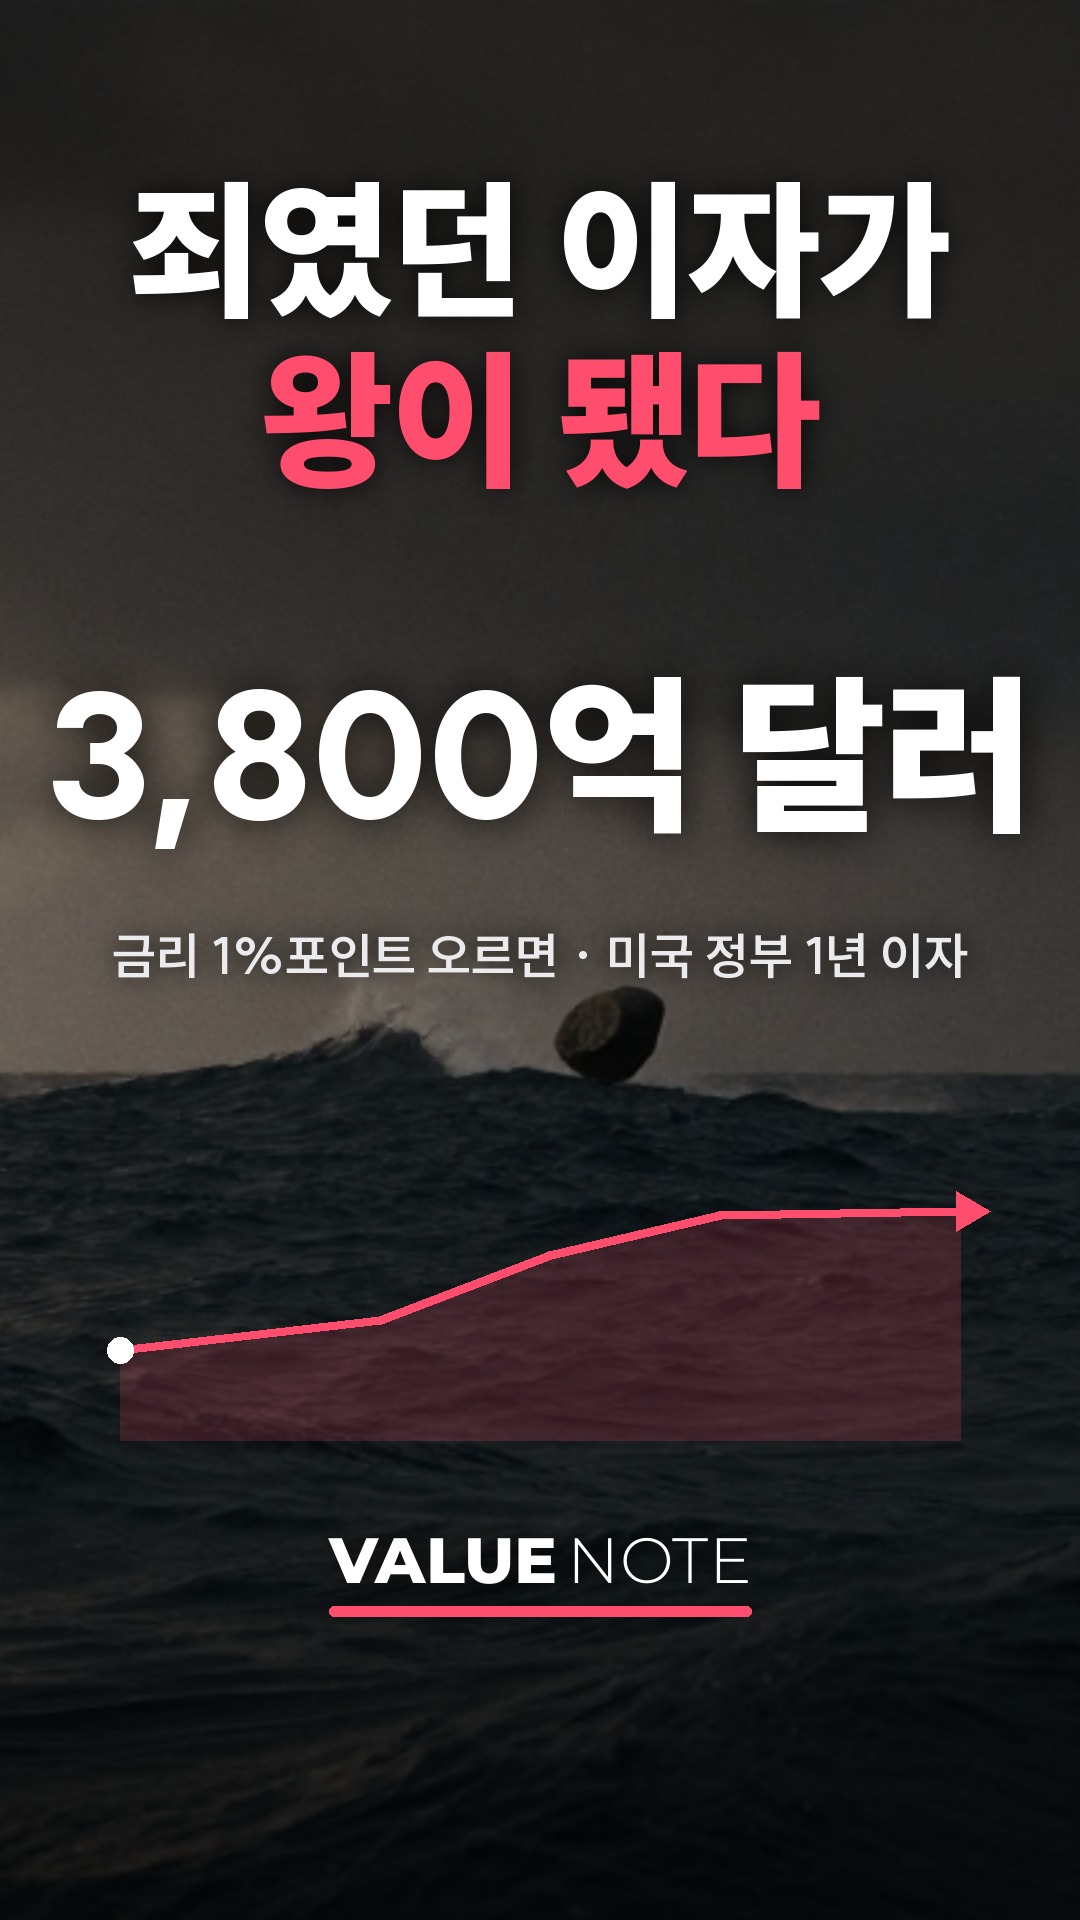 죄였던 이자가
왕이 됐다
3,800억 달러
금리 1%포인트 오르면 · 미국 정부 1년 이자
VALUE NOTE